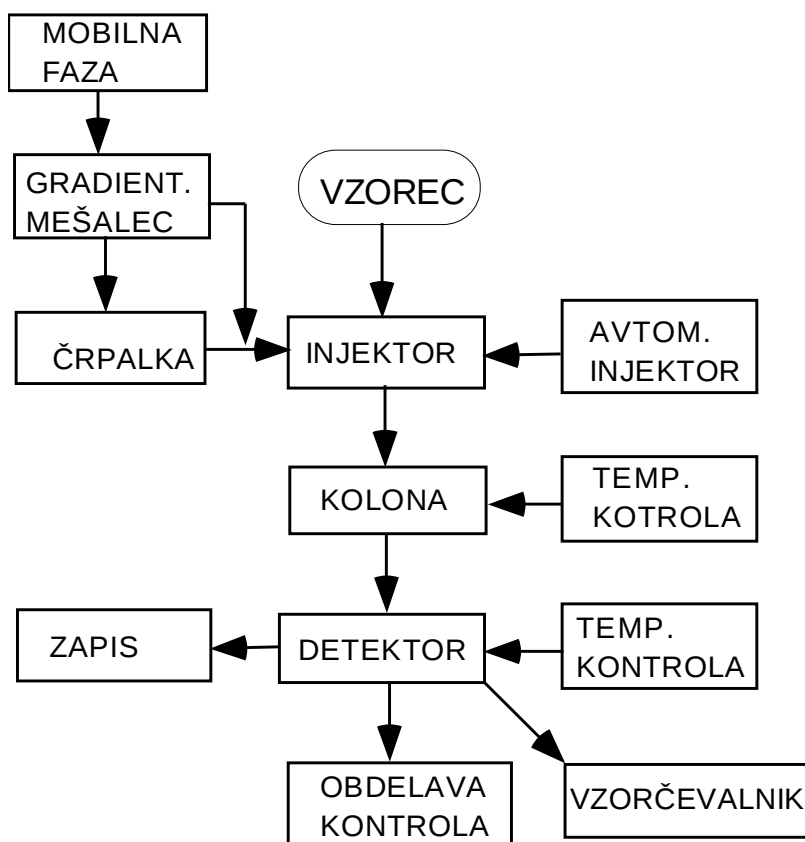 MOBILNA
FAZA
GRADIENT.
MEŠALEC
VZOREC
ČRPALKA
INJEKTOR
AVTOM.
INJEKTOR
KOLONA
TEMP.
KOTROLA
ZAPIS
DETEKTOR
TEMP.
KONTROLA
OBDELAVA
KONTROLA
VZORČEVALNIK